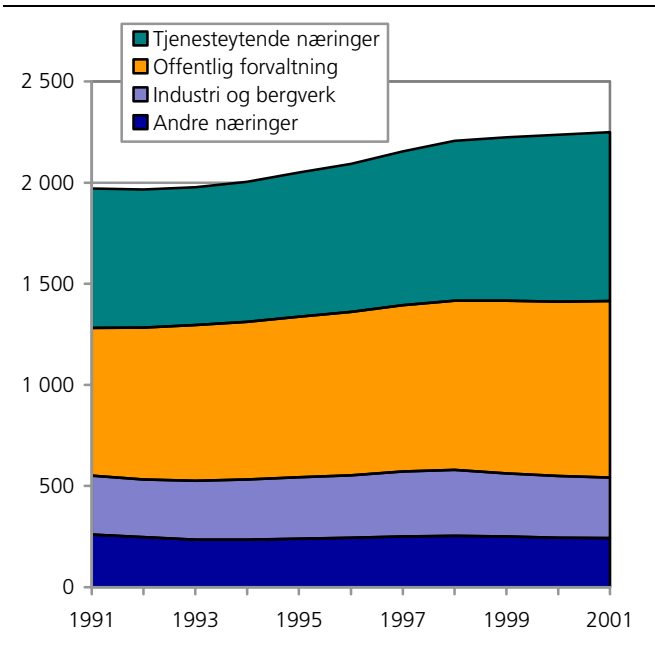 Tjenesteytende næringer
Offentlig forvaltning
Industri og bergverk
Andre næringer
2 500
2 000
1 500
1 000
500
0
1991 1993 1995 1997 1999 2001